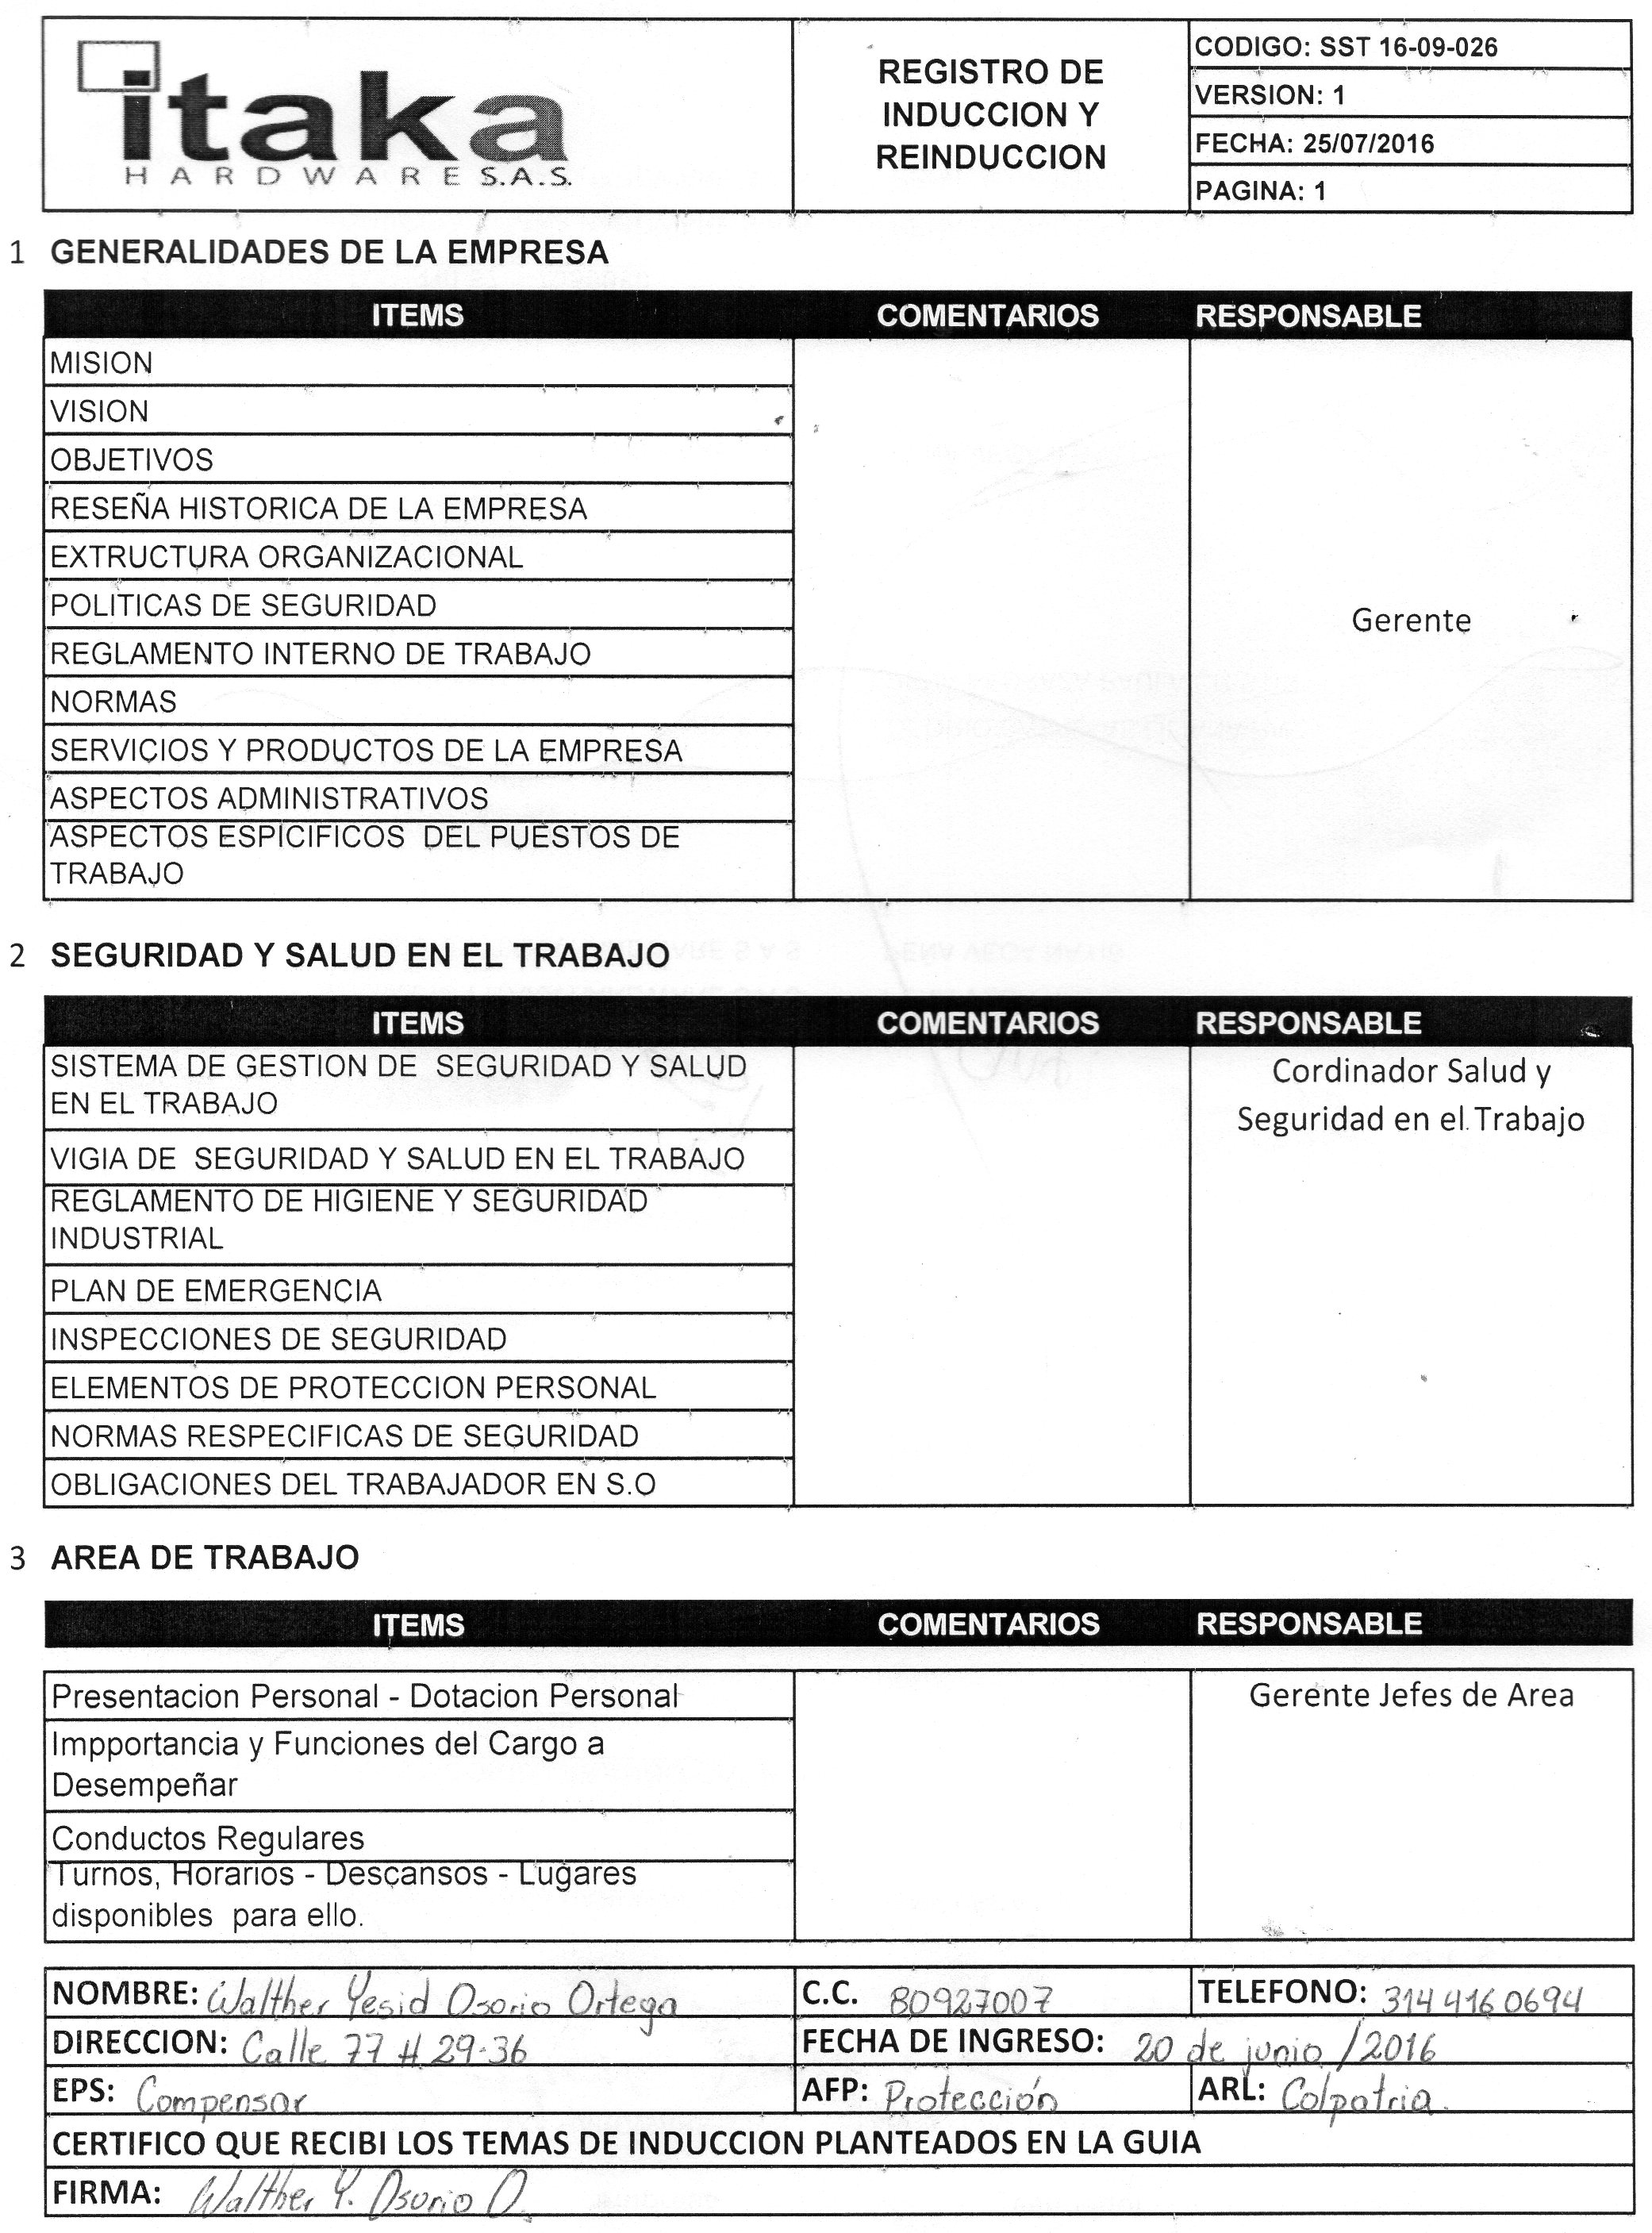 itaka
HARDWARE S.A.S.
REGISTRO DE
INDUCCION Y
REINDUCCION
CODIGO: SST 16-09-026
VERSION: 1
FECHA: 25/07/2016
PAGINA: 1
1 GENERALIDADES DE LA EMPRESA
ITEMS COMENTARIOS RESPONSABLE
MISION
VISION
OBJETIVOS
RESEÑA HISTORICA DE LA EMPRESA
EXTRUCTURA ORGANIZACIONAL
POLITICAS DE SEGURIDAD
Gerente
REGLAMENTO INTERNO DE TRABAJO
NORMAS
SERVICIOS Y PRODUCTOS DE LA EMPRESA
ASPECTOS ADMINISTRATIVOS
ASPECTOS ESPICIFICOS DEL PUESTOS DE
TRABAJO
2 SEGURIDAD Y SALUD EN EL TRABAJO
ITEMS COMENTARIOS RESPONSABLE
SISTEMA DE GESTION DE SEGURIDAD Y SALUD
EN EL TRABAJO
Cordinador Salud y
Seguridad en el Trabajo
VIGIA DE SEGURIDAD Y SALUD EN EL TRABAJO
REGLAMENTO DE HIGIENE Y SEGURIDAD
INDUSTRIAL
PLAN DE EMERGENCIA
INSPECCIONES DE SEGURIDAD
ELEMENTOS DE PROTECCION PERSONAL
NORMAS RESPECIFICAS DE SEGURIDAD
OBLIGACIONES DEL TRABAJADOR EN S.O
3 AREA DE TRABAJO
ITEMS COMENTARIOS RESPONSABLE
Presentacion Personal - Dotacion Personal
Gerente Jefes de Area
Impportancia y Funciones del Cargo a
Desempeñar
Conductos Regulares
Turnos, Horarios - Descansos - Lugares
disponibles para ello.
NOMBRE: Walther Yesid Osorio Ortega C.C. 80927007 TELEFONO: 314 416 0694
DIRECCION: Calle 77 # 29-36 FECHA DE INGRESO: 20 de junio /2016
EPS: Compensar AFP: Protección ARL: Colpatria.
CERTIFICO QUE RECIBI LOS TEMAS DE INDUCCION PLANTEADOS EN LA GUIA
FIRMA: Walther Y. Osorio O.